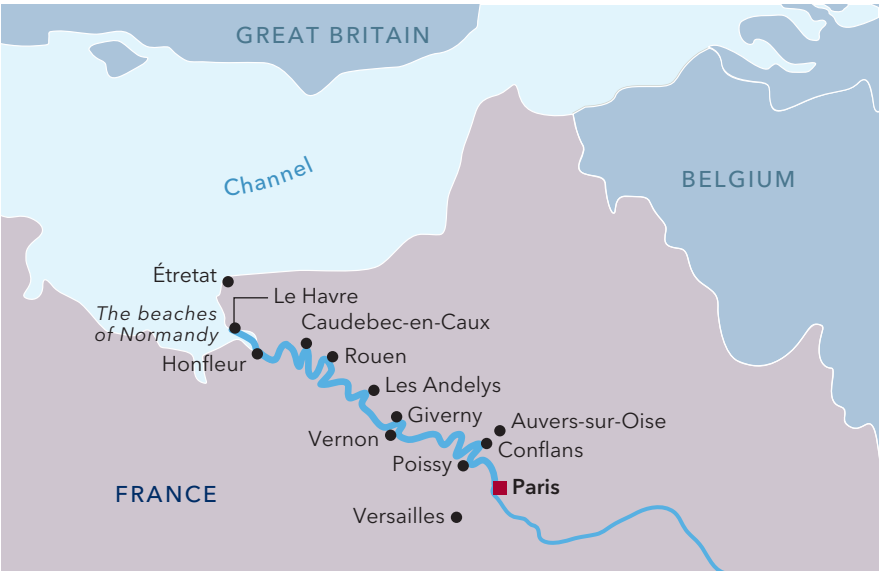 GREAT BRITAIN
Channel
BELGIUM
Étretat
Le Havre
The beaches
of Normandy
Caudebec-en-Caux
Honfleur
Rouen
Les Andelys
Giverny
Auvers-sur-Oise
Vernon
Conflans
Poissy
Paris
FRANCE
Versailles